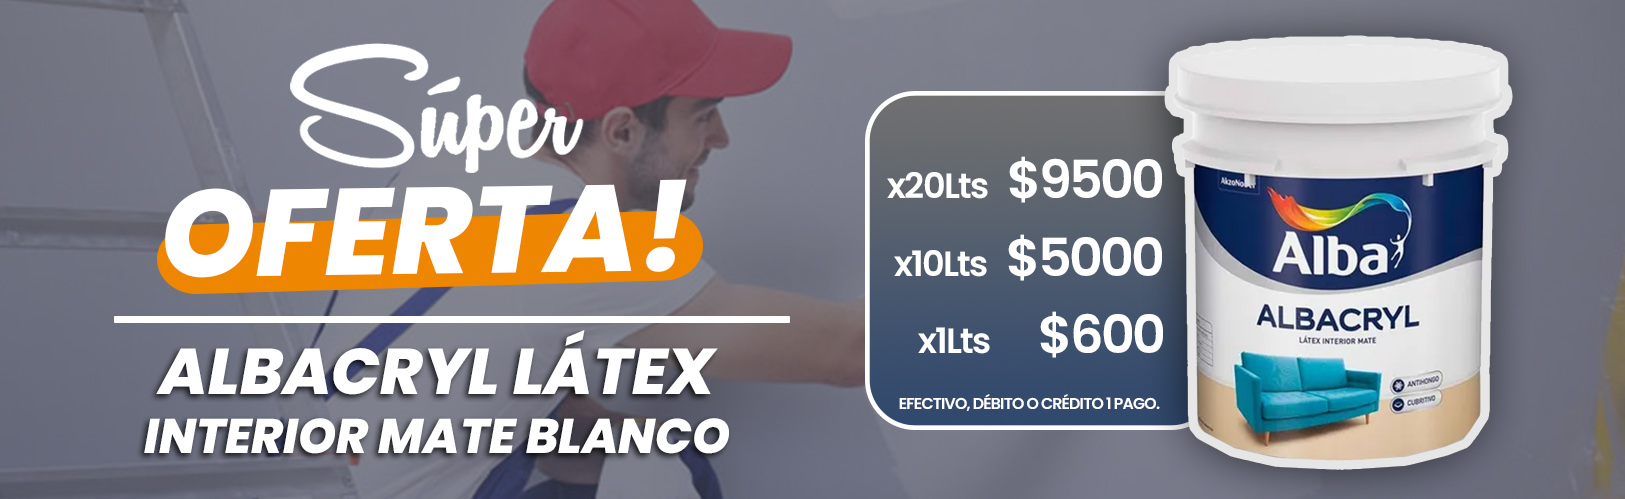 Súper
OFERTA!
ALBACRYL LÁTEX
INTERIOR MATE BLANCO
x20Lts $9500
x10Lts $5000
x1Lts $600
EFECTIVO, DÉBITO O CRÉDITO 1 PAGO.
AkzoNobel
Alba
ALBACRYL
LÁTEX INTERIOR MATE
ANTIHONGO
CUBRITIVO